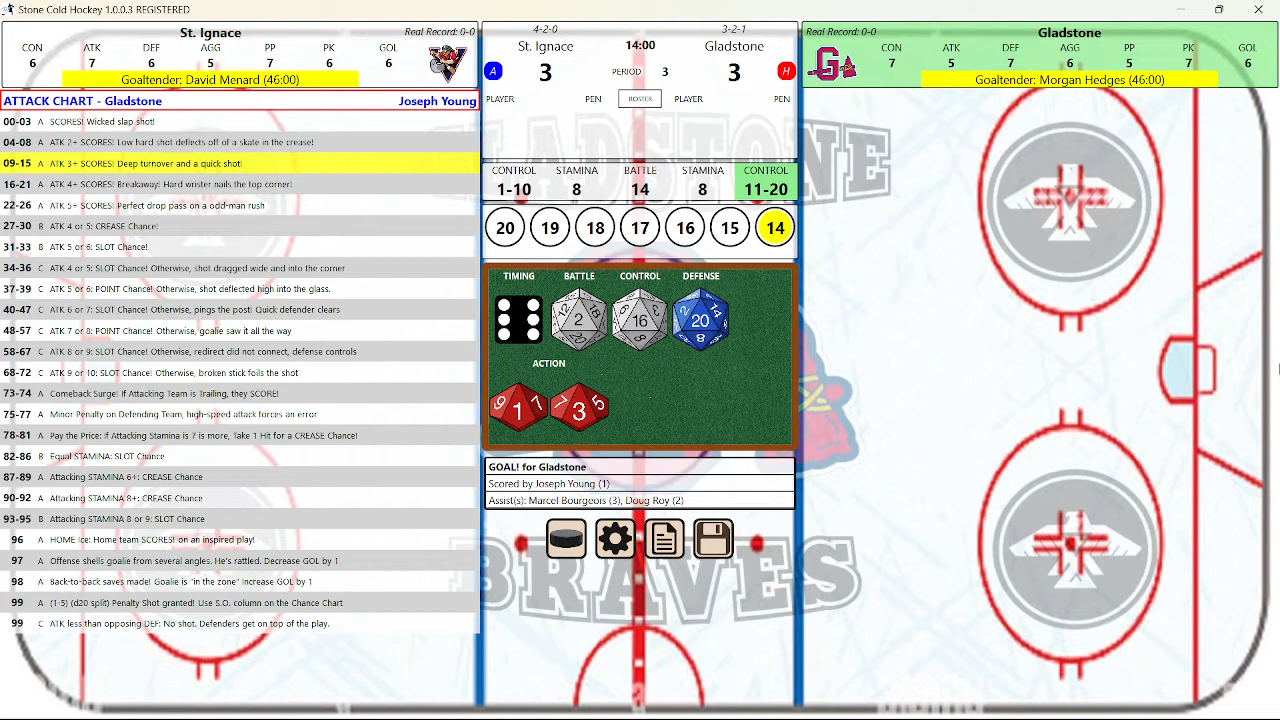 Stone Cold Hockey 1.0.0.3 REGISTERED
St. Ignace
Real Record: 0-0
CON ATK DEF AGG PP PK GOL
6 7 6 6 7 6 6
Goaltender: David Menard (46:00)
4-2-0 3-2-1
St. Ignace 14:00 Gladstone
A 3 PERIOD 3 3 H
PLAYER PEN ROSTER PLAYER PEN
Real Record: 0-0
Gladstone
CON ATK DEF AGG PP PK GOL
7 5 7 6 5 7 6
Goaltender: Morgan Hedges (46:00)
ATTACK CHART - Gladstone Joseph Young
00-03 A SCORES! Wicked slap shot!
04-08 A ATK 2+ SCORES! Low hard shot deflects off of a skate in the crease!
09-15 A ATK 3+ SCORES! Deep turnover and a quick shot!
16-21 A ATK 4+ SCORES! Breakaway: Hard wrister nails the top corner!
22-26 A ATK 5+ SCORES! Perfect drop pass on a odd-man rush
27-30 B ATK 4 or 5: CREASE Chance!
31-33 B ATK 5 or 6: SLOT Chance!
34-36 C ATK 4 or 5: SLOT Chance! Otherwise, shot dragged wide and into the corner
37-39 C ATK 5 or 6: POINT Chance! Otherwise, shot deflected high into the glass.
40-47 C ATK 6 or 7: SLOT Chance! Otherwise, pings the post! Quick defender clears
48-57 C ATK 7 or 8: POINT Chance! Otherwise, goalie saw it all the way
58-67 C ATK 8 or 9: SLOT Chance! Otherwise, redirect did not connect, defense controls
68-72 C ATK 9 or 10: SLOT Chance! Otherwise, broken stick foils the shot
73-74 A Comeback Spirit: If Attacking Team is Trailing, they SCORE!
75-77 A Minor Penalty on Defending Team, high-speed attack forces an error
78-81 A Pay the Price: if Attacking Stamina is 7 is more, Take 1 Hit for a CREASE Chance!
82-86 B Equal STAMINA: SLOT Chance
87-89 A Attacking STAMINA 6+: CREASE Chance
90-92 A Attacking STAMINA 7+: CREASE Chance
93-95 B Attacking STAMINA 8 or 9: SLOT Chance
96 A HOME Ice: Home team SCORES! on an inspired play!
97 A Offense shells goalie from several angles. He's rattled. Decrease GOL by 1
98 A Back-to-back saves made! Goalie is "in the zone" Increase GOL by 1
99 A (1-5) (d20 split) Penalty Shot granted! Use S.O. column on the Chance Chart
99 C ATK less than opposing DEF: No shot. Defenders get on top of the play.
CONTROL STAMINA BATTLE STAMINA CONTROL
1-10 8 14 8 11-20
20 19 18 17 16 15 14
TIMING BATTLE CONTROL DEFENSE
2 16 20
ACTION
1 3
GOAL! for Gladstone
Scored by Joseph Young (1)
Assist(s): Marcel Bourgeois (3), Doug Roy (2)
GLADSTONE
BRAVES